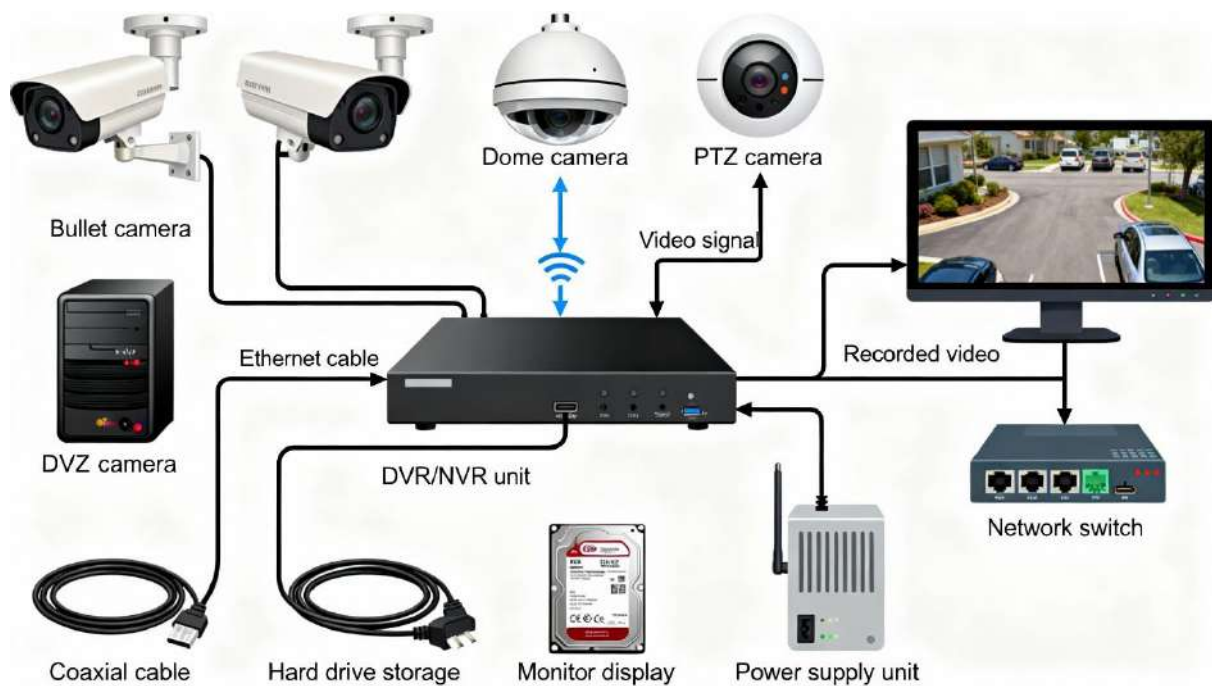 Dome camera
PTZ camera
Bullet camera
Video signal
Ethernet cable
Recorded video
DVZ camera
DVR/NVR unit
Network switch
Coaxial cable
Hard drive storage
Monitor display
Power supply unit